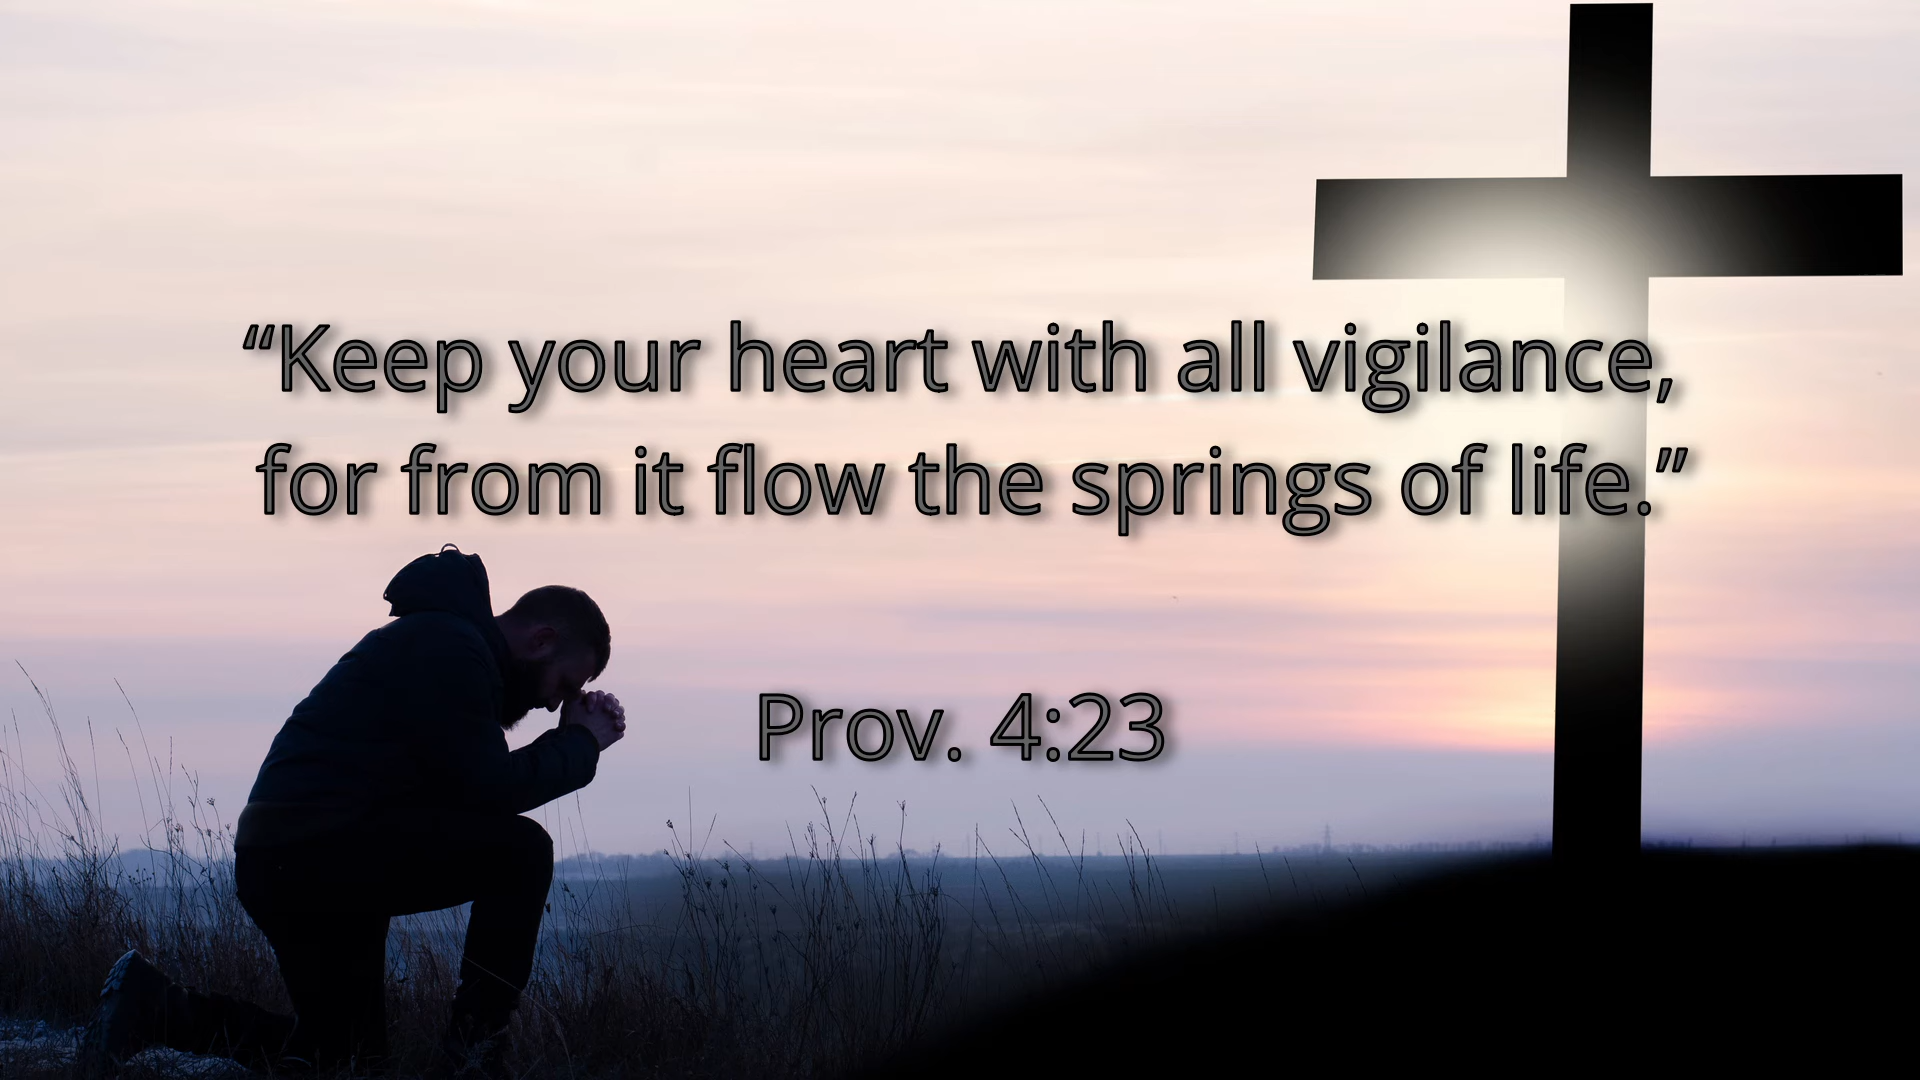 “Keep your heart with all vigilance,
for from it flow the springs of life.”
Prov. 4:23